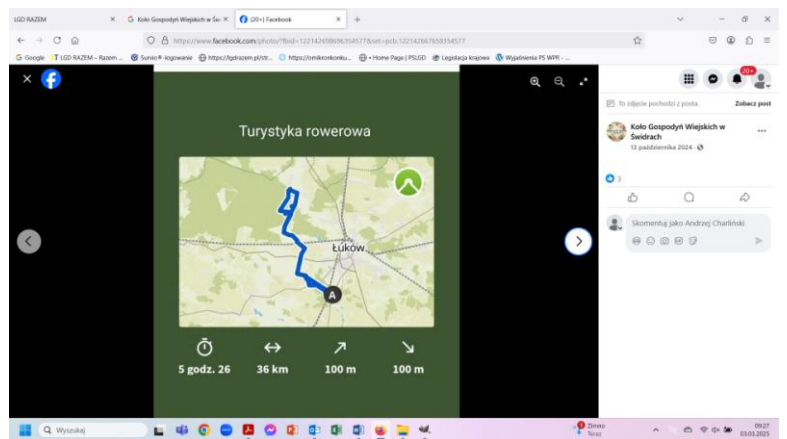 LGD RAZEM
Koło Gospodyń Wiejskich w Świ
(20+) Facebook
https://www.facebook.com/photo/?fbid=122142698696354577&set=pcb.122142667658354577
Google
LGD RAZEM – Razem ...
Sunso®-logowanie
https://lgdrazem.pl/str...
https://omikronkonku...
• Home Page | PSLGD
Legislacja krajowa
Wyjaśnienia PS WPR - ...
20+
To zdjęcie pochodzi z posta.
Zobacz post
Koło Gospodyń Wiejskich w
Świdrach
13 października 2024
3
Skomentuj jako Andrzej Charliński
Turystyka rowerowa
Łuków
A
5 godz. 26
36 km
100 m
100 m
Wyszukaj
Zimno
Teraz
09:27
03.03.2025